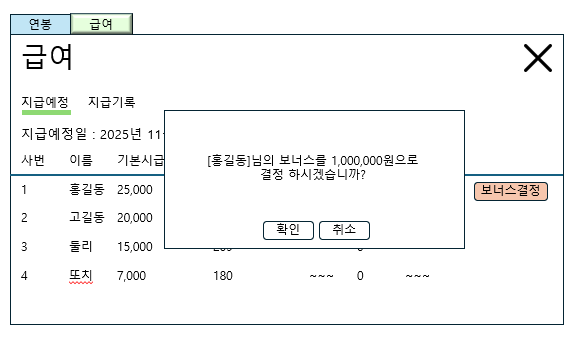 연봉 급여
급여
지급예정 지급기록
지급예정일 : 2025년 11
사번 이름 기본시급
[홍길동]님의 보너스를 1,000,000원으로
결정 하시겠습니까?
확인 취소
1 홍길동 25,000 보너스결정
2 고길동 20,000
3 둘리 15,000
4 또치 7,000 180 ~~~ 0 ~~~